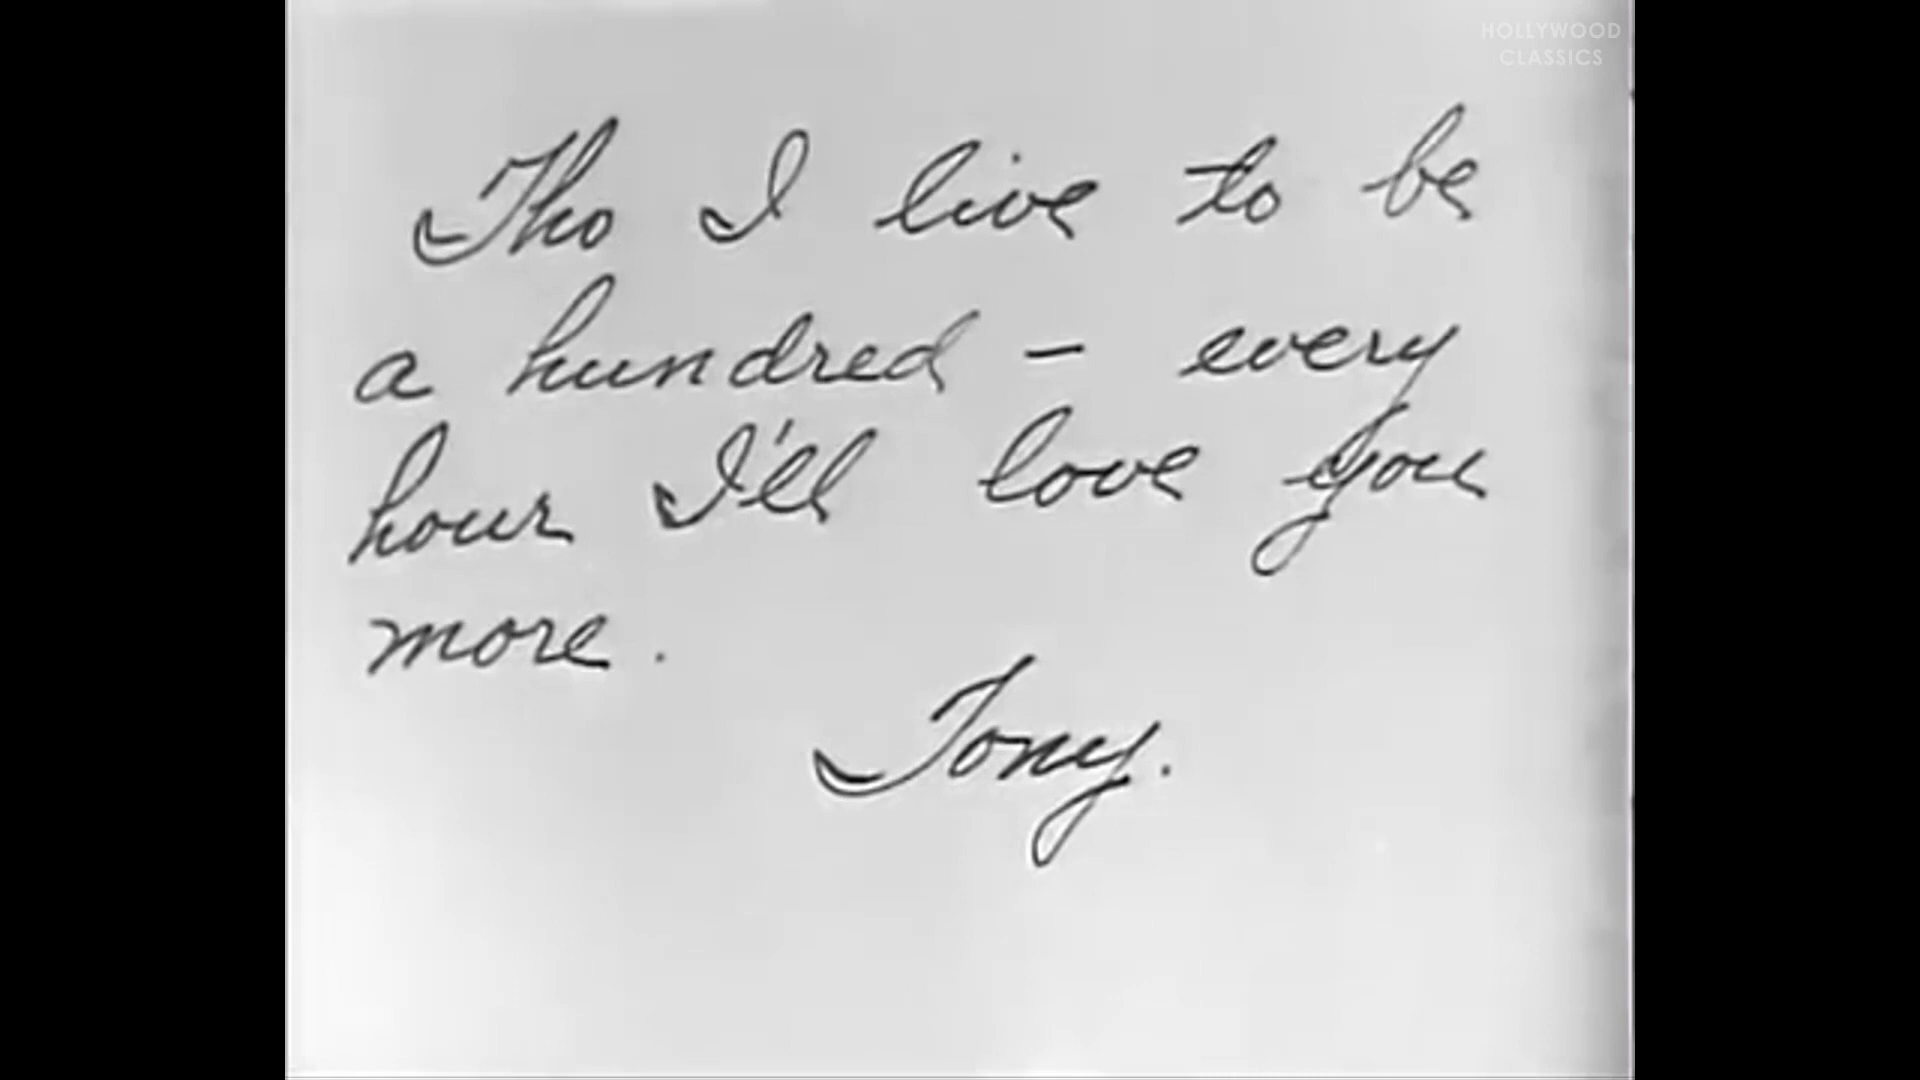 HOLLYWOOD
CLASSICS
Tho I live to be
a hundred - every
hour I'll love you
more.
Tony.